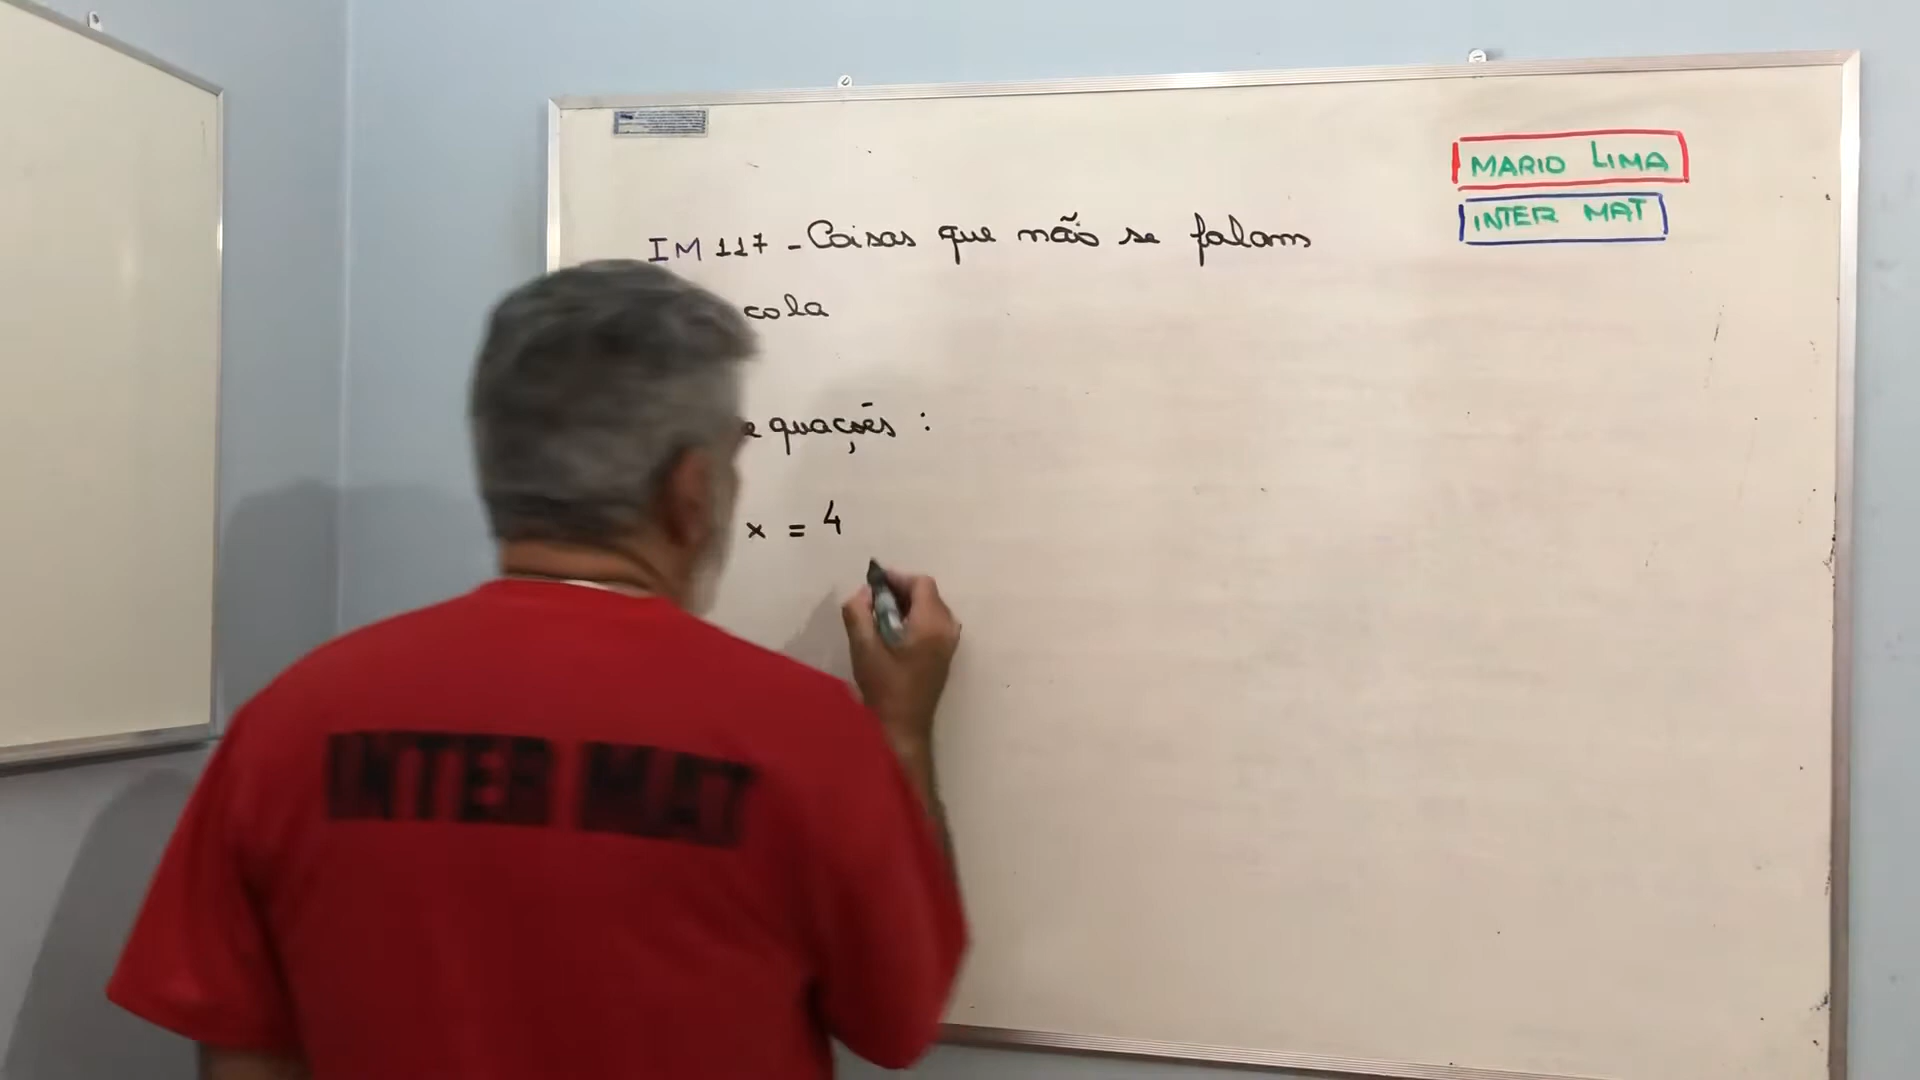 MARIO LIMA
INTER MAT
IM 117 - Coisas que não se falam
cola
equações :
x = 4
INTER MAT